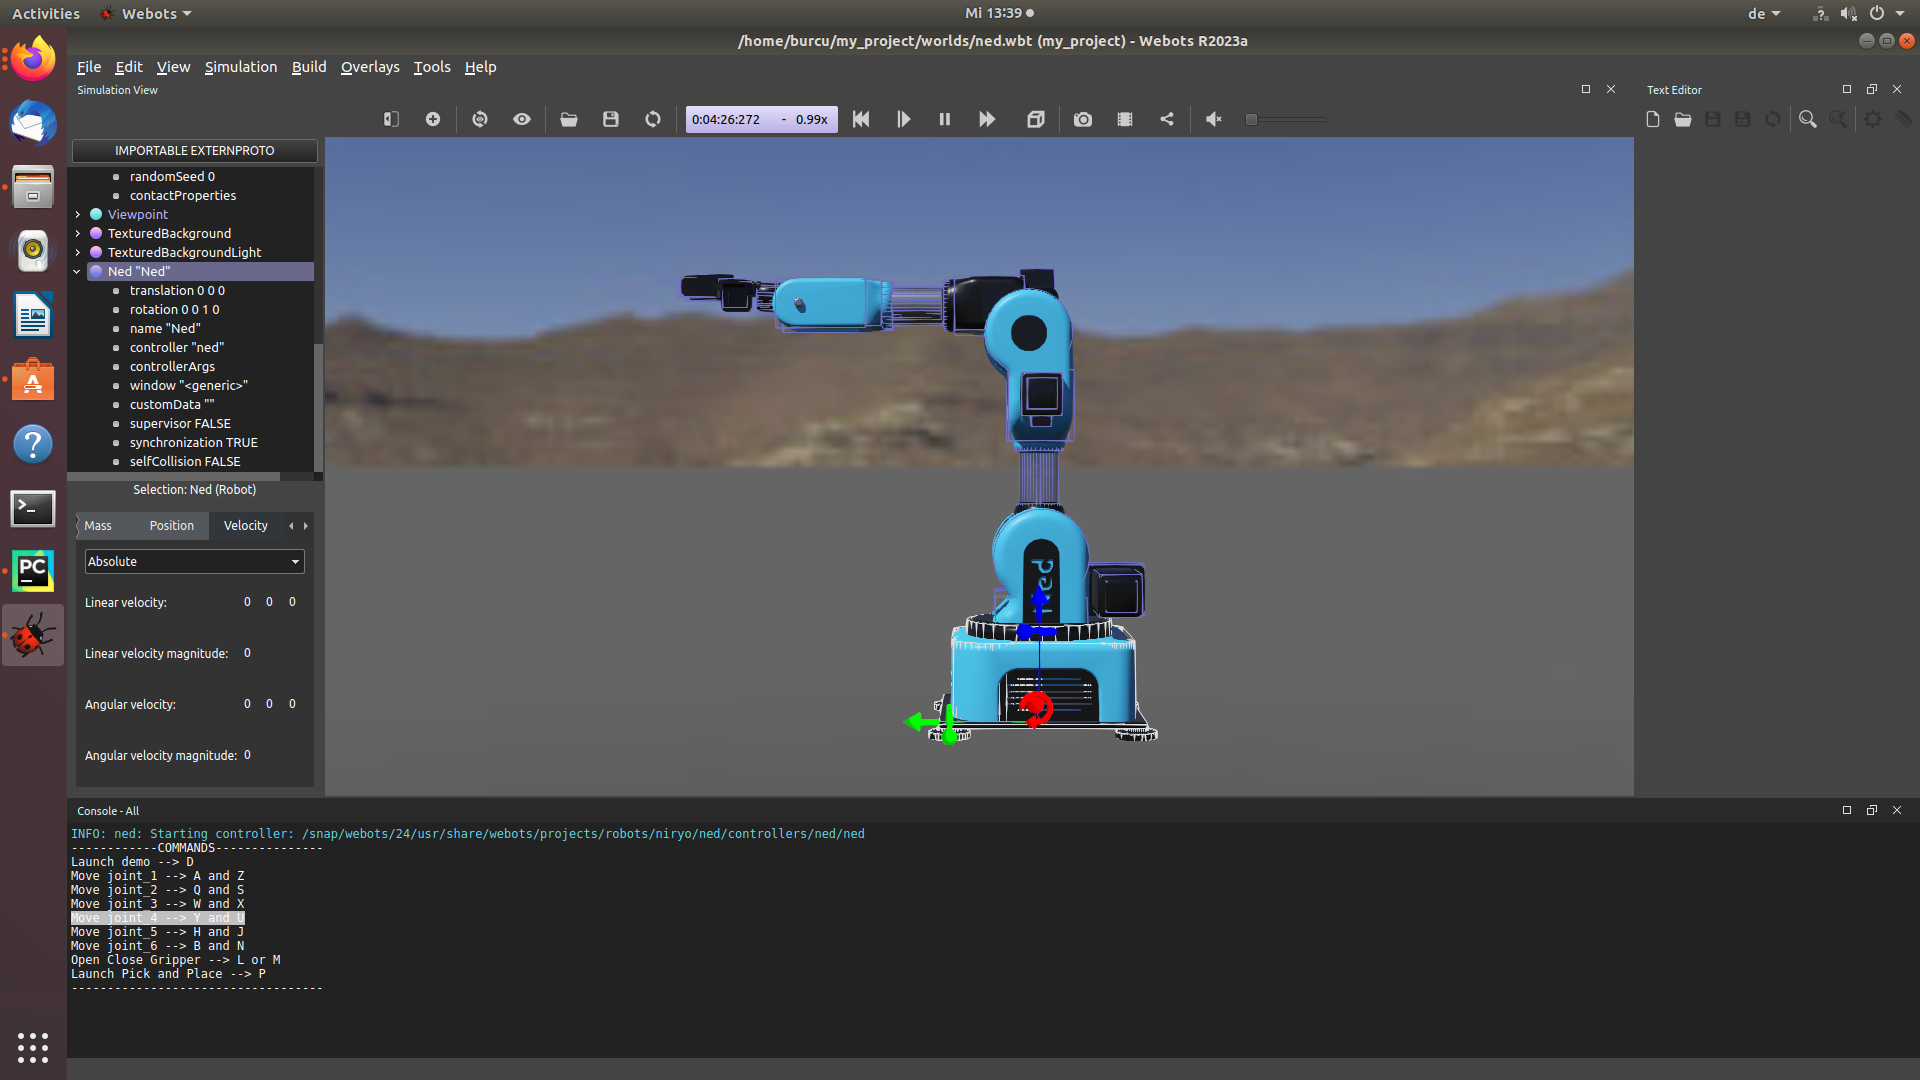 Activities
Webots
Mi 13:39
de
/home/burcu/my_project/worlds/ned.wbt (my_project) - Webots R2023a
File Edit View Simulation Build Overlays Tools Help
Simulation View
Text Editor
0:04:26:272 - 0.99x
IMPORTABLE EXTERNPROTO
randomSeed 0
contactProperties
Viewpoint
TexturedBackground
TexturedBackgroundLight
Ned "Ned"
translation 0 0 0
rotation 0 0 1 0
name "Ned"
controller "ned"
controllerArgs
window "<generic>"
customData ""
supervisor FALSE
synchronization TRUE
selfCollision FALSE
Selection: Ned (Robot)
Mass Position Velocity
Absolute
Linear velocity: 0 0 0
Linear velocity magnitude: 0
Angular velocity: 0 0 0
Angular velocity magnitude: 0
ned
PC
Console - All
INFO: ned: Starting controller: /snap/webots/24/usr/share/webots/projects/robots/niryo/ned/controllers/ned/ned
------------COMMANDS---------------
Launch demo --> D
Move joint_1 --> A and Z
Move joint_2 --> Q and S
Move joint_3 --> W and X
Move joint_4 --> Y and U
Move joint_5 --> H and J
Move joint_6 --> B and N
Open Close Gripper --> L or M
Launch Pick and Place --> P
-----------------------------------